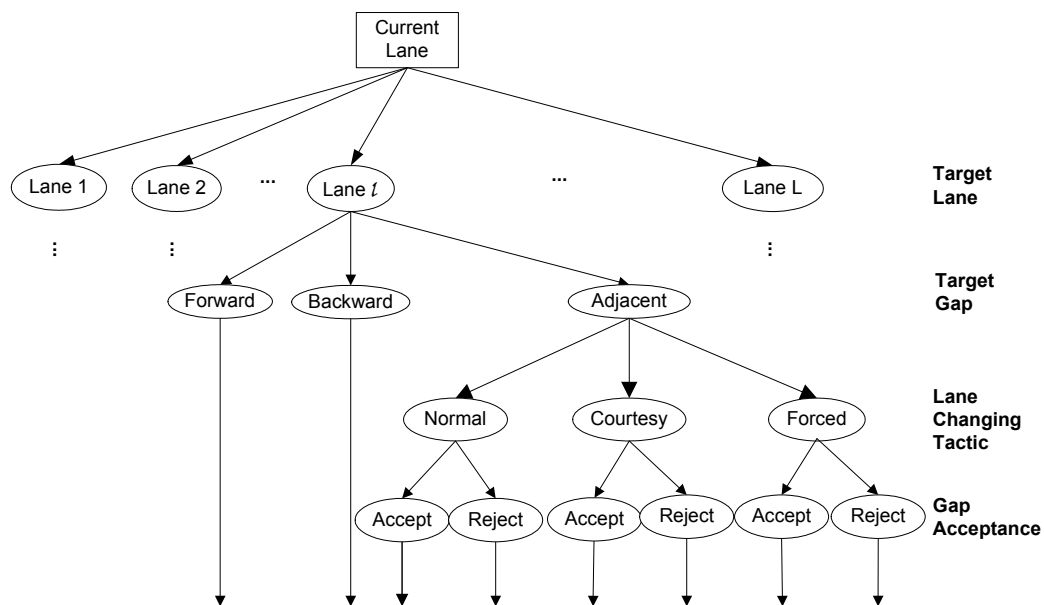 Current
Lane
Lane 1
Lane 2
...
Lane l
...
Lane L
Target
Lane
Forward
Backward
Adjacent
Target
Gap
Normal
Courtesy
Forced
Lane
Changing
Tactic
Accept
Reject
Accept
Reject
Accept
Reject
Gap
Acceptance